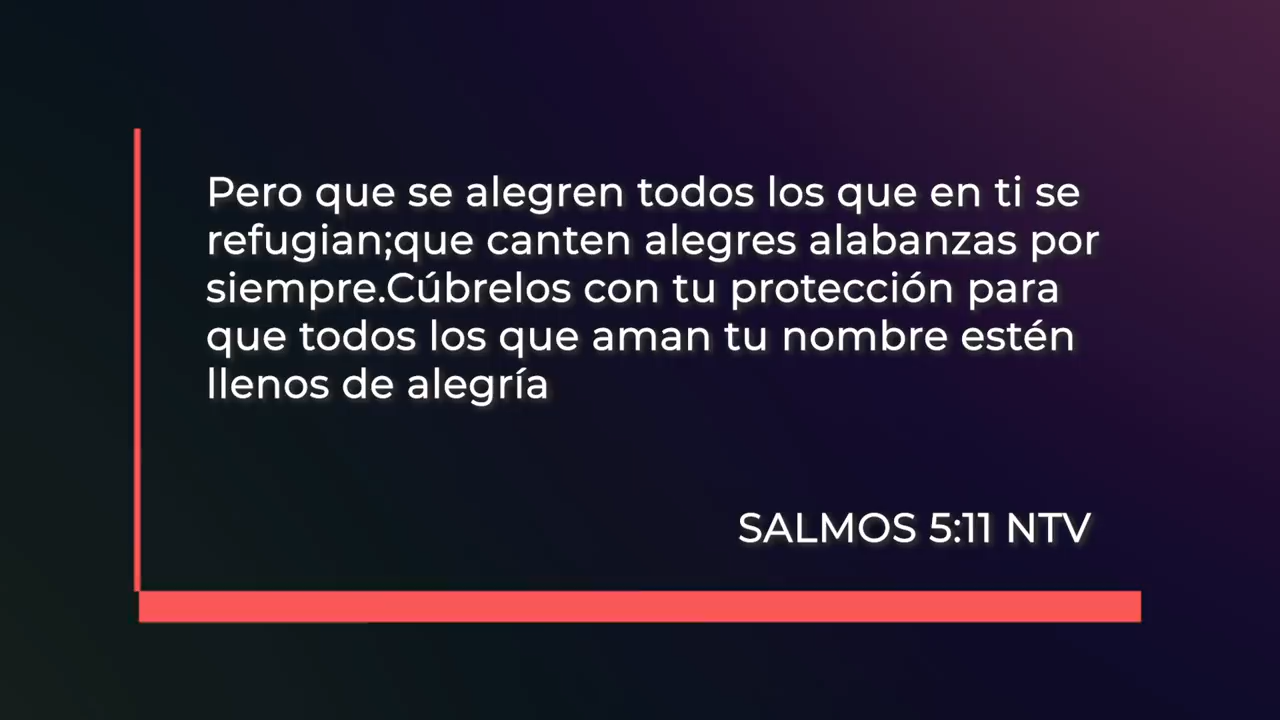 Pero que se alegren todos los que en ti se
refugian;que canten alegres alabanzas por
siempre.Cúbrelos con tu protección para
que todos los que aman tu nombre estén
llenos de alegría
SALMOS 5:11 NTV